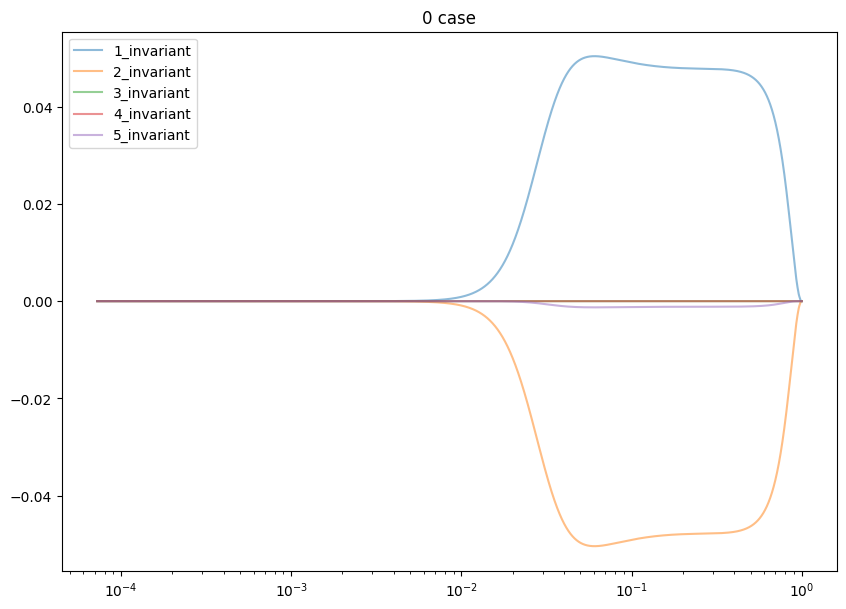 0 case
1_invariant
2_invariant
3_invariant
4_invariant
5_invariant
0.04
0.02
0.00
−0.02
−0.04
10⁻⁴
10⁻³
10⁻²
10⁻¹
10⁰